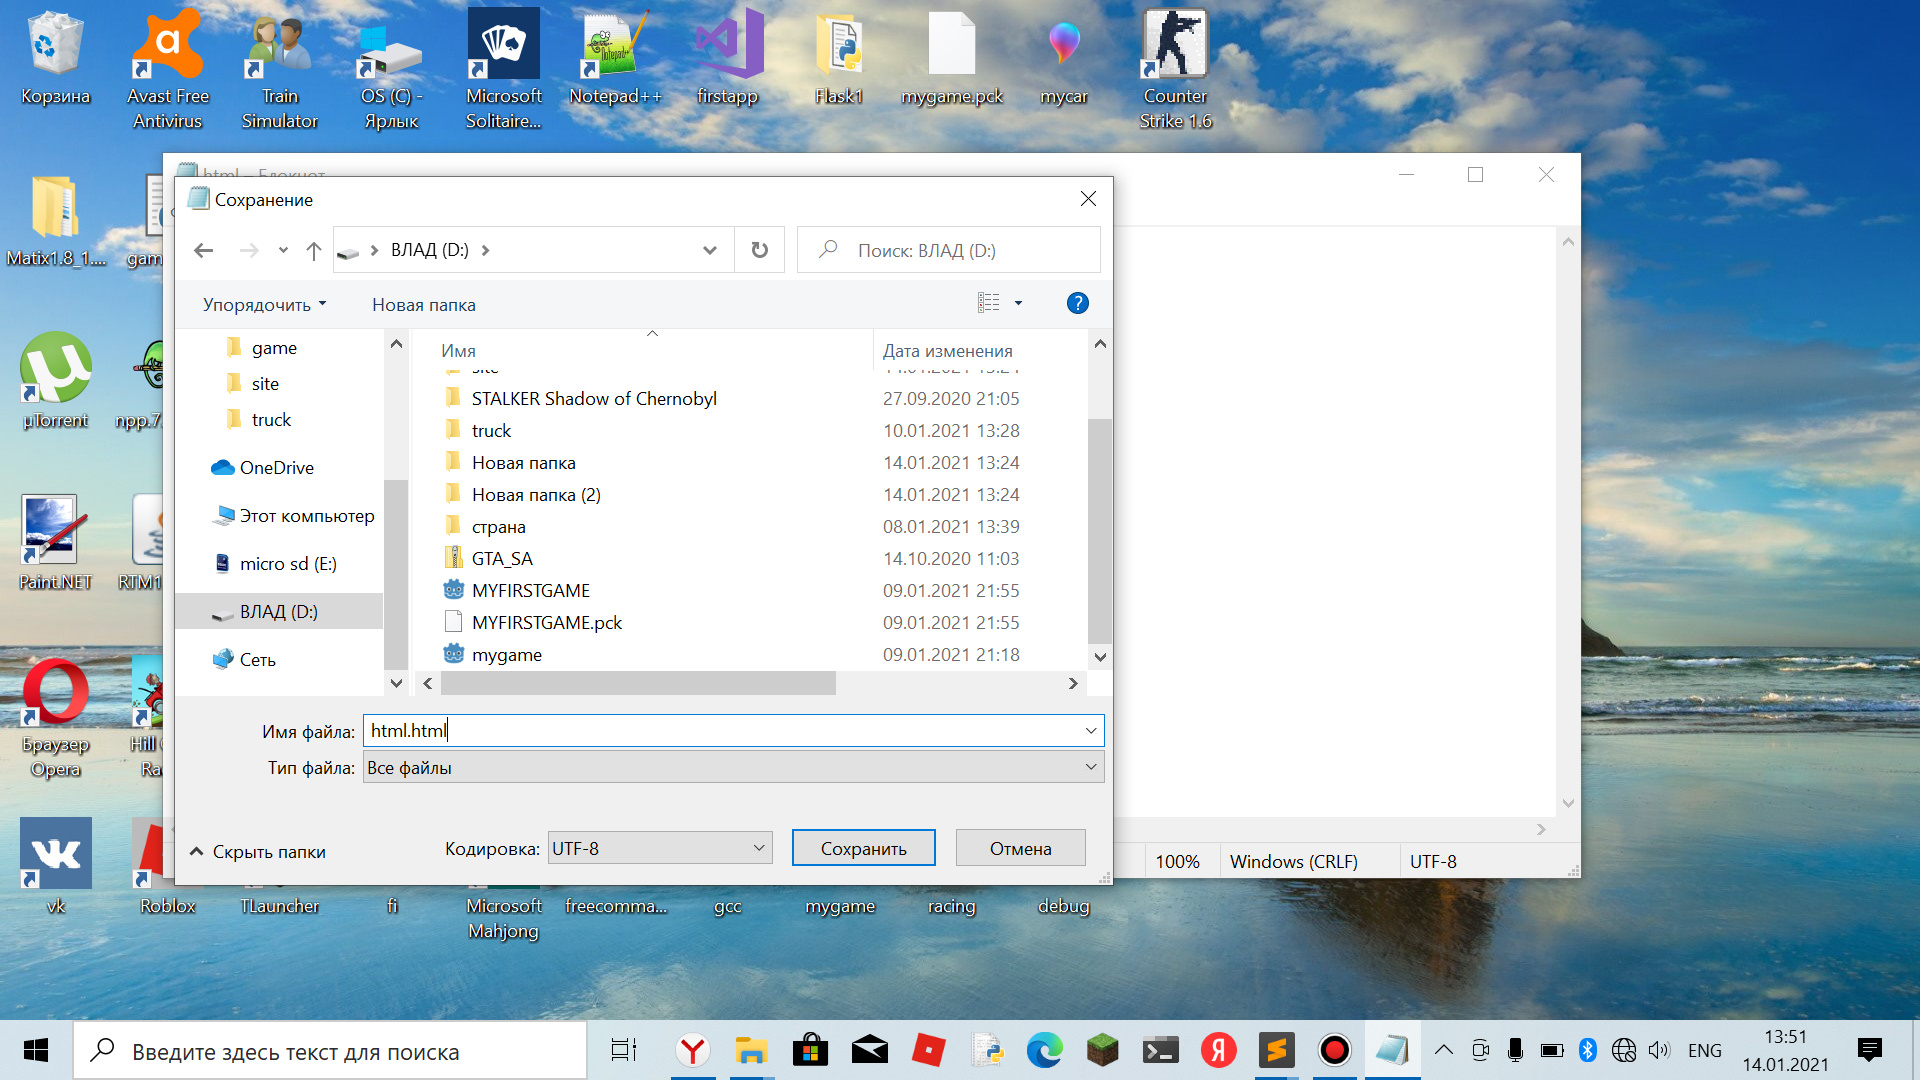 Корзина
Avast Free
Antivirus
Train
Simulator
OS (C) -
Ярлык
Microsoft
Solitaire...
Notepad++
firstapp
Flask1
mygame.pck
mycar
Counter
Strike 1.6
html – Блокнот
Сохранение
ВЛАД (D:)
Поиск: ВЛАД (D:)
Упорядочить
Новая папка
Имя
Дата изменения
game
site
truck
OneDrive
Этот компьютер
micro sd (E:)
ВЛАД (D:)
Сеть
site 14.01.2021 13:24
STALKER Shadow of Chernobyl 27.09.2020 21:05
truck 10.01.2021 13:28
Новая папка 14.01.2021 13:24
Новая папка (2) 14.01.2021 13:24
страна 08.01.2021 13:39
GTA_SA 14.10.2020 11:03
MYFIRSTGAME 09.01.2021 21:55
MYFIRSTGAME.pck 09.01.2021 21:55
mygame 09.01.2021 21:18
Имя файла: html.html
Тип файла: Все файлы
Скрыть папки
Кодировка: UTF-8
Сохранить
Отмена
100%
Windows (CRLF)
UTF-8
Matix1.8_1....
gam
µTorrent
npp.7.
Paint.NET
RTM1
Браузер
Opera
Hill
Ra
vk
Roblox
TLauncher
fi
Microsoft
Mahjong
freecomma...
gcc
mygame
racing
debug
Введите здесь текст для поиска
ENG
13:51
14.01.2021